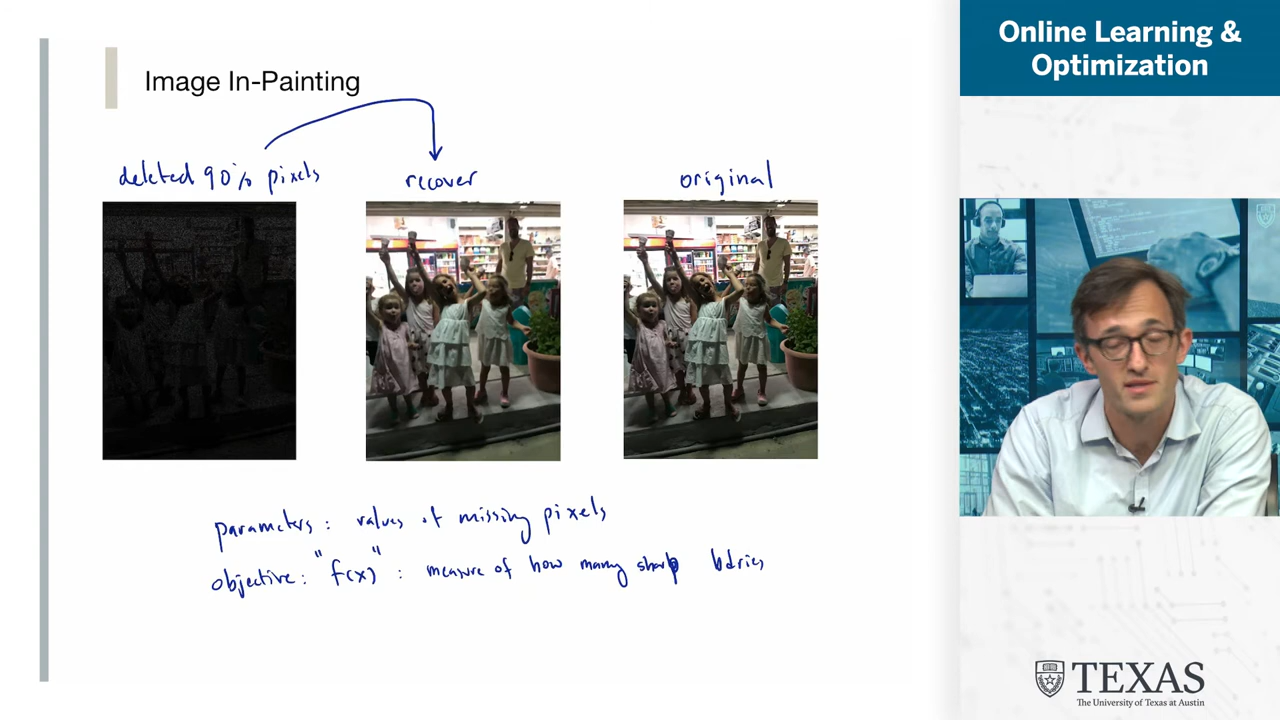 Online Learning &
Optimization
Image In-Painting
deleted 90% pixels
recover
original
parameters: values of missing pixels
objective: "f(x)": measure of how many sharp bdries
TEXAS
The University of Texas at Austin